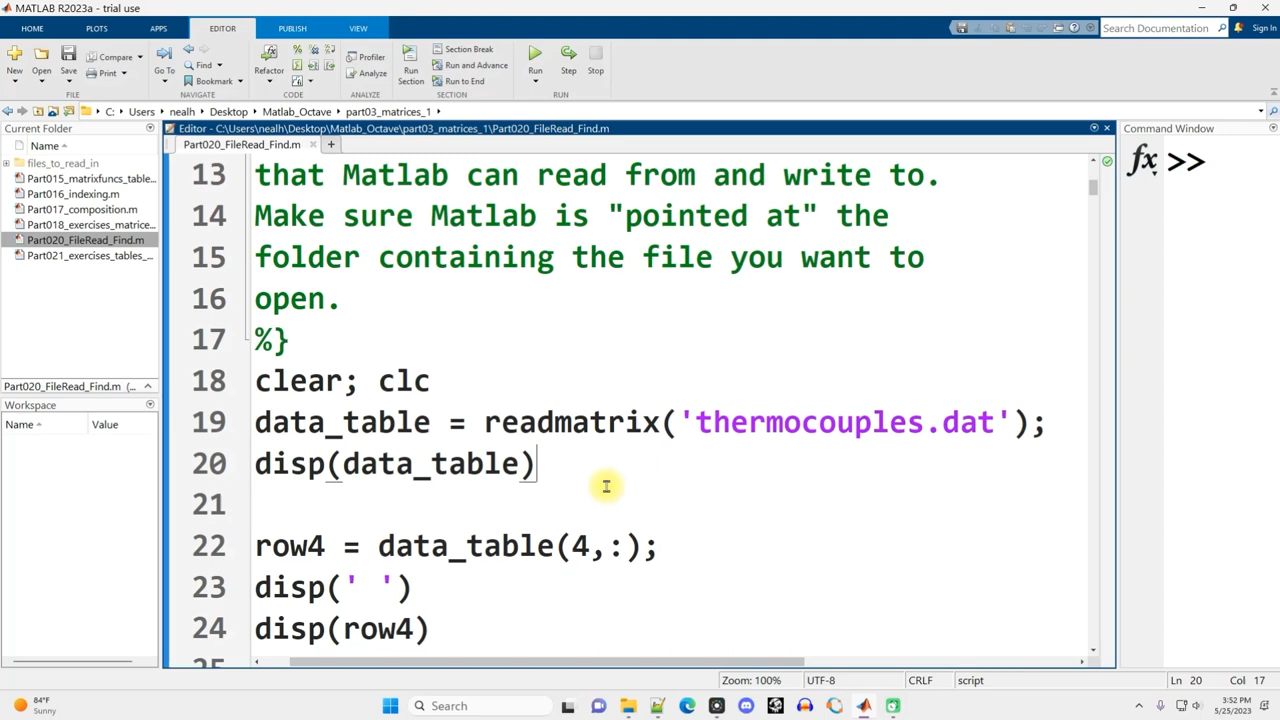 MATLAB R2023a - trial use
HOME PLOTS APPS EDITOR PUBLISH VIEW Search Documentation Sign In
New Open Save Compare Print Go To Find Bookmark Refactor Profiler Analyze Run Section Section Break Run and Advance Run to End Run Step Stop
FILE NAVIGATE CODE ANALYZE SECTION RUN
C: Users nealh Desktop Matlab_Octave part03_matrices_1
Current Folder
Name
files_to_read_in
Part015_matrixfuncs_table...
Part016_indexing.m
Part017_composition.m
Part018_exercises_matrice...
Part020_FileRead_Find.m
Part021_exercises_tables_...
Part020_FileRead_Find.m (...
Workspace
Name Value
Editor - C:\Users\nealh\Desktop\Matlab_Octave\part03_matrices_1\Part020_FileRead_Find.m
Part020_FileRead_Find.m
13 that Matlab can read from and write to.
14 Make sure Matlab is "pointed at" the
15 folder containing the file you want to
16 open.
17 %}
18 clear; clc
19 data_table = readmatrix('thermocouples.dat');
20 disp(data_table)
21
22 row4 = data_table(4,:);
23 disp(' ')
24 disp(row4)
Command Window
fx >>
Zoom: 100% UTF-8 CRLF script Ln 20 Col 17
84°F
Sunny
Search
3:52 PM
5/25/2023